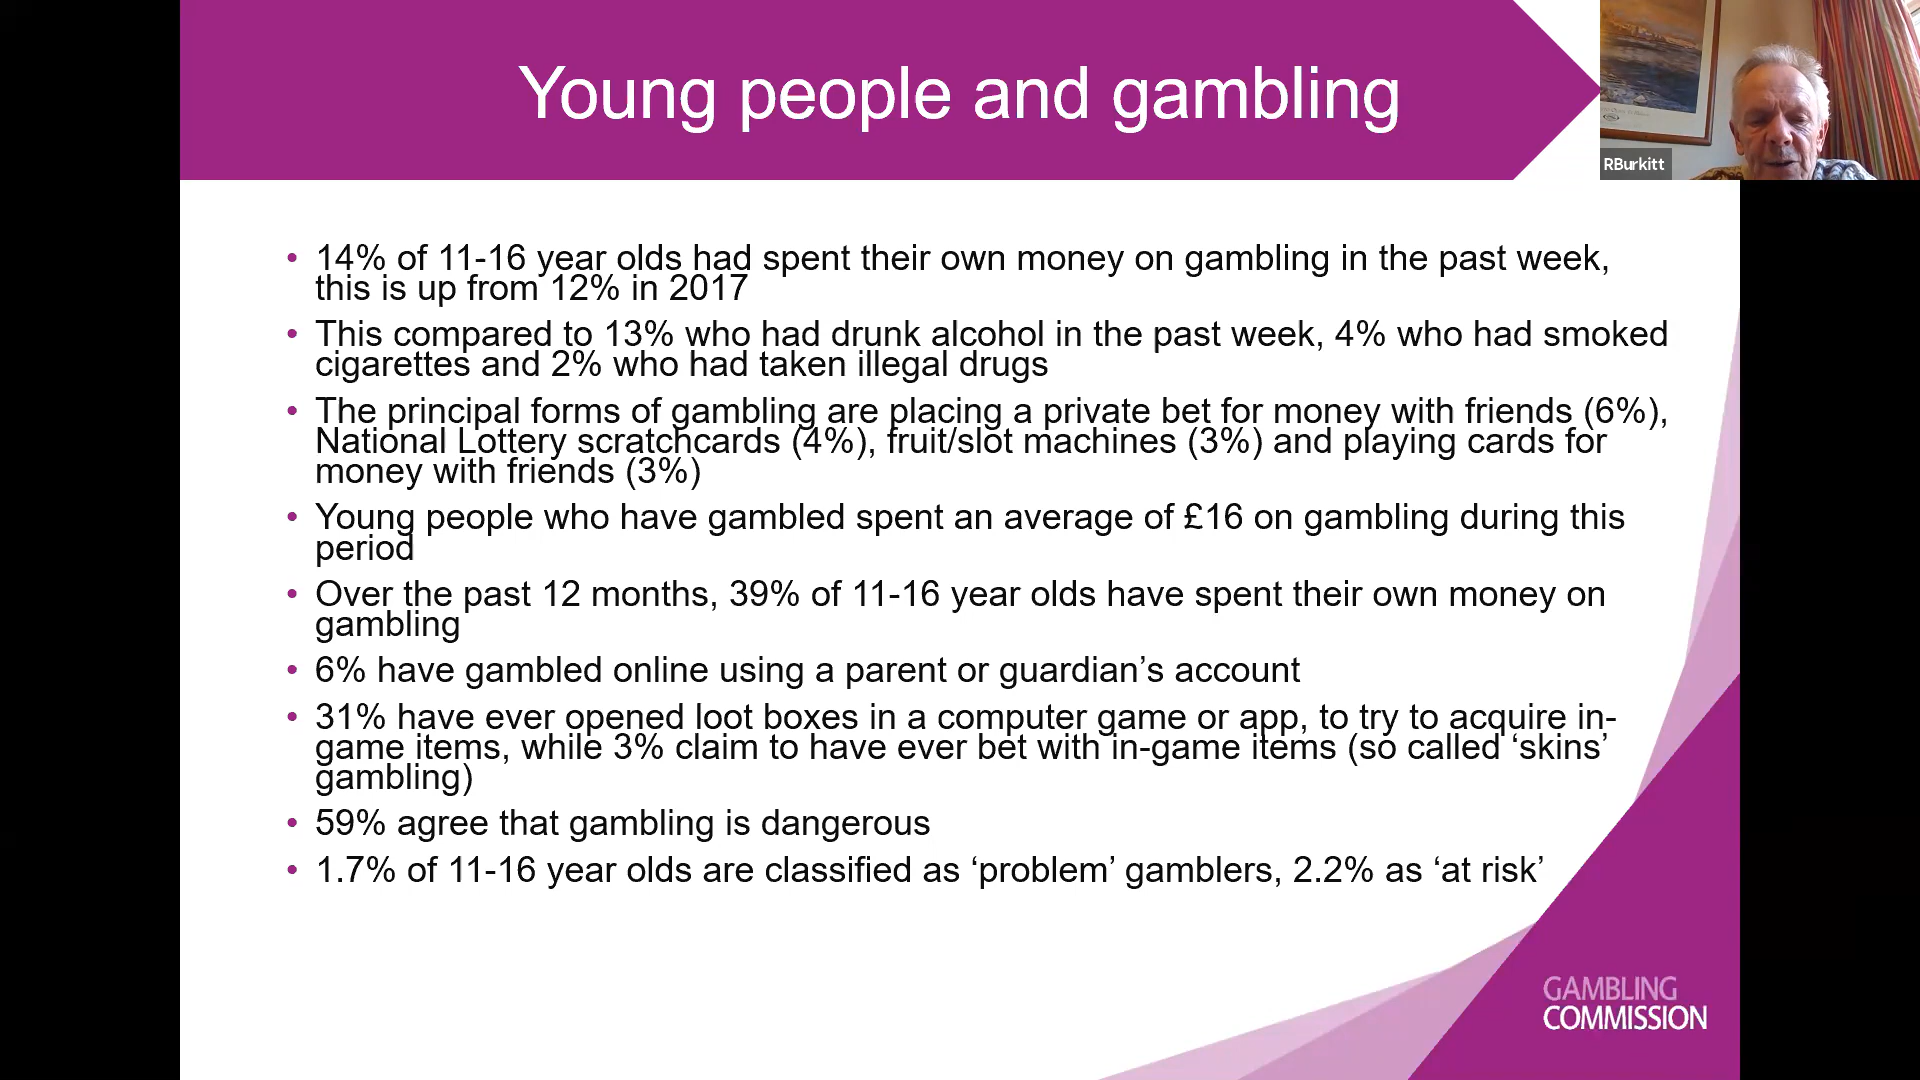 Young people and gambling
RBurkitt
• 14% of 11-16 year olds had spent their own money on gambling in the past week,
this is up from 12% in 2017
• This compared to 13% who had drunk alcohol in the past week, 4% who had smoked
cigarettes and 2% who had taken illegal drugs
• The principal forms of gambling are placing a private bet for money with friends (6%),
National Lottery scratchcards (4%), fruit/slot machines (3%) and playing cards for
money with friends (3%)
• Young people who have gambled spent an average of £16 on gambling during this
period
• Over the past 12 months, 39% of 11-16 year olds have spent their own money on
gambling
• 6% have gambled online using a parent or guardian’s account
• 31% have ever opened loot boxes in a computer game or app, to try to acquire in-
game items, while 3% claim to have ever bet with in-game items (so called ‘skins’
gambling)
• 59% agree that gambling is dangerous
• 1.7% of 11-16 year olds are classified as ‘problem’ gamblers, 2.2% as ‘at risk’
GAMBLING
COMMISSION